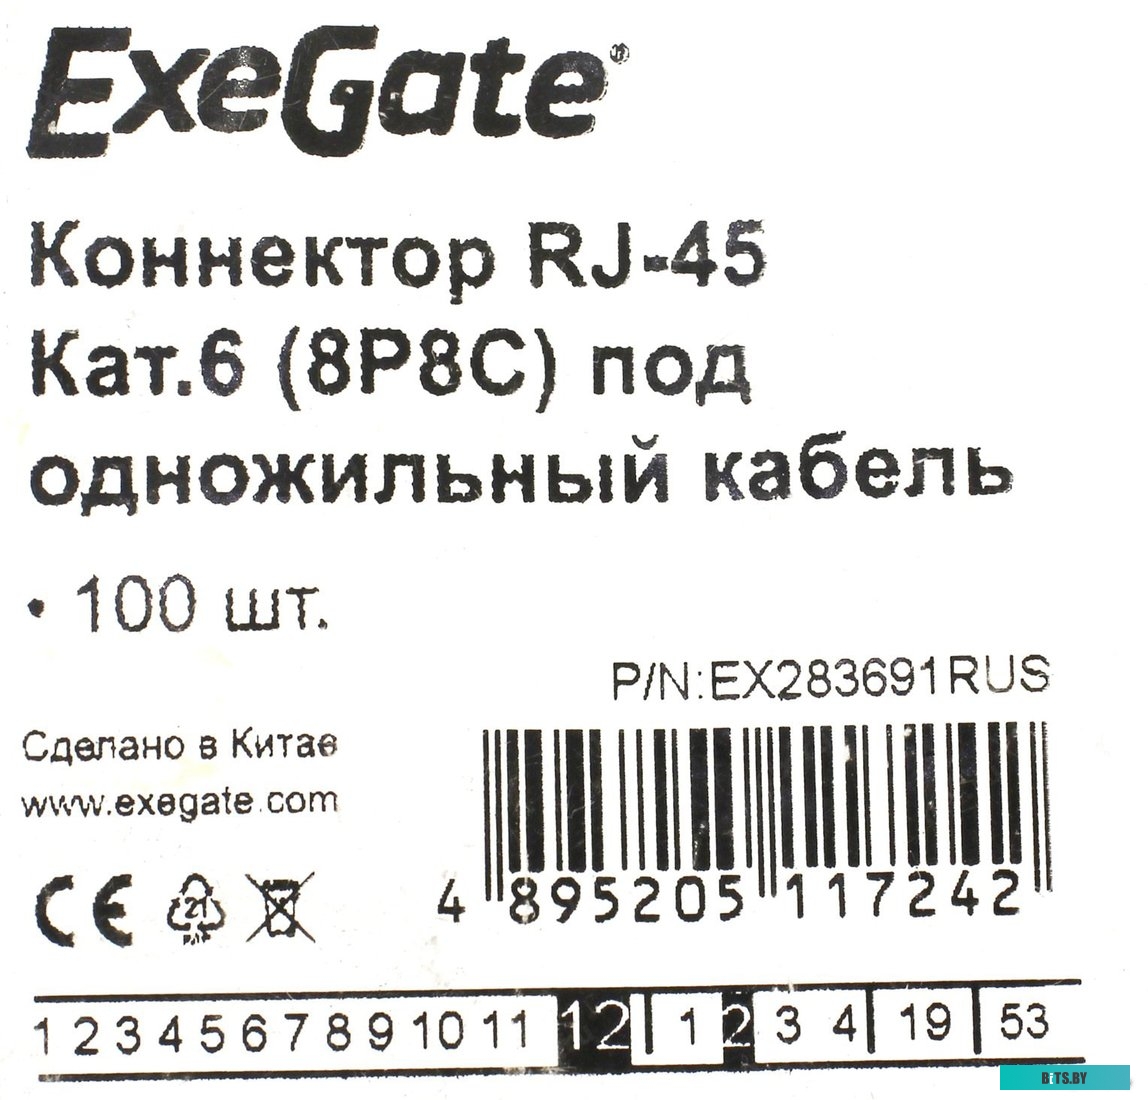 ExeGate®
Коннектор RJ-45
Кат.6 (8P8C) под
одножильный кабель
• 100 шт.
P/N:EX283691RUS
Сделано в Китае
www.exegate.com
CE 21
4 895205 117242
1 2 3 4 5 6 7 8 9 10 11 12 | 1 2 3 4 | 19 | 53
BITS.BY